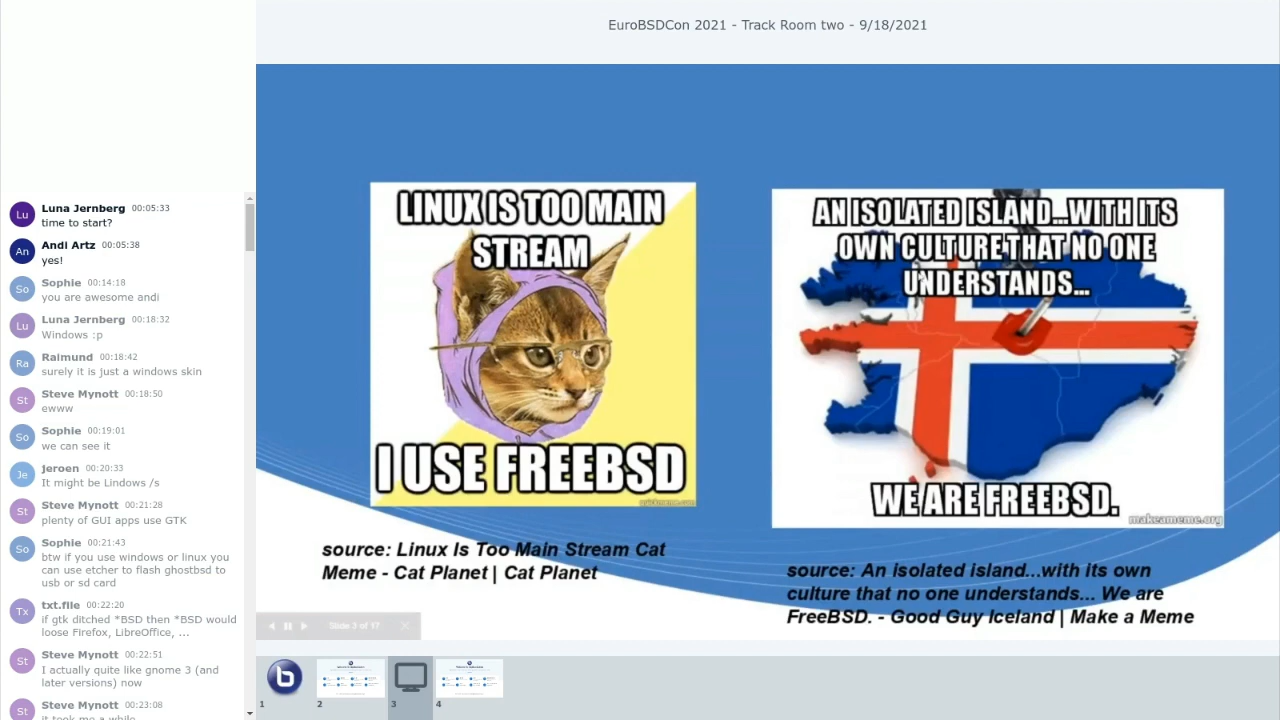 EuroBSDCon 2021 - Track Room two - 9/18/2021
Lu
Luna Jernberg 00:05:33
time to start?
An
Andi Artz 00:05:38
yes!
So
Sophie 00:14:18
you are awesome andi
Lu
Luna Jernberg 00:18:32
Windows :p
Ra
Raimund 00:18:42
surely it is just a windows skin
St
Steve Mynott 00:18:50
ewww
So
Sophie 00:19:01
we can see it
Je
jeroen 00:20:33
It might be Lindows /s
St
Steve Mynott 00:21:28
plenty of GUI apps use GTK
So
Sophie 00:21:43
btw if you use windows or linux you
can use etcher to flash ghostbsd to
usb or sd card
Tx
txt.file 00:22:20
if gtk ditched *BSD then *BSD would
loose Firefox, LibreOffice, ...
St
Steve Mynott 00:22:51
I actually quite like gnome 3 (and
later versions) now
St
Steve Mynott 00:23:08
it took me a while
LINUX IS TOO MAIN
STREAM
I USE FREEBSD
source: Linux Is Too Main Stream Cat
Meme - Cat Planet | Cat Planet
AN ISOLATED ISLAND...WITH ITS
OWN CULTURE THAT NO ONE
UNDERSTANDS...
WE ARE FREEBSD.
makeameme.org
source: An isolated island...with its own
culture that no one understands... We are
FreeBSD. - Good Guy Iceland | Make a Meme
Slide 3 of 17
b
1
2
3
4